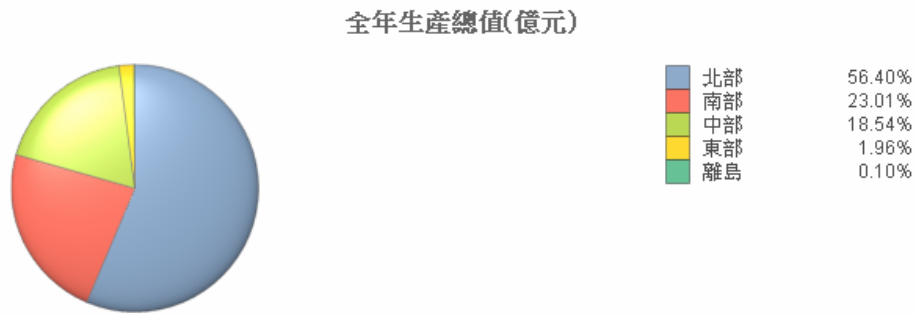 全年生產總值(億元)
北部 56.40%
南部 23.01%
中部 18.54%
東部 1.96%
離島 0.10%